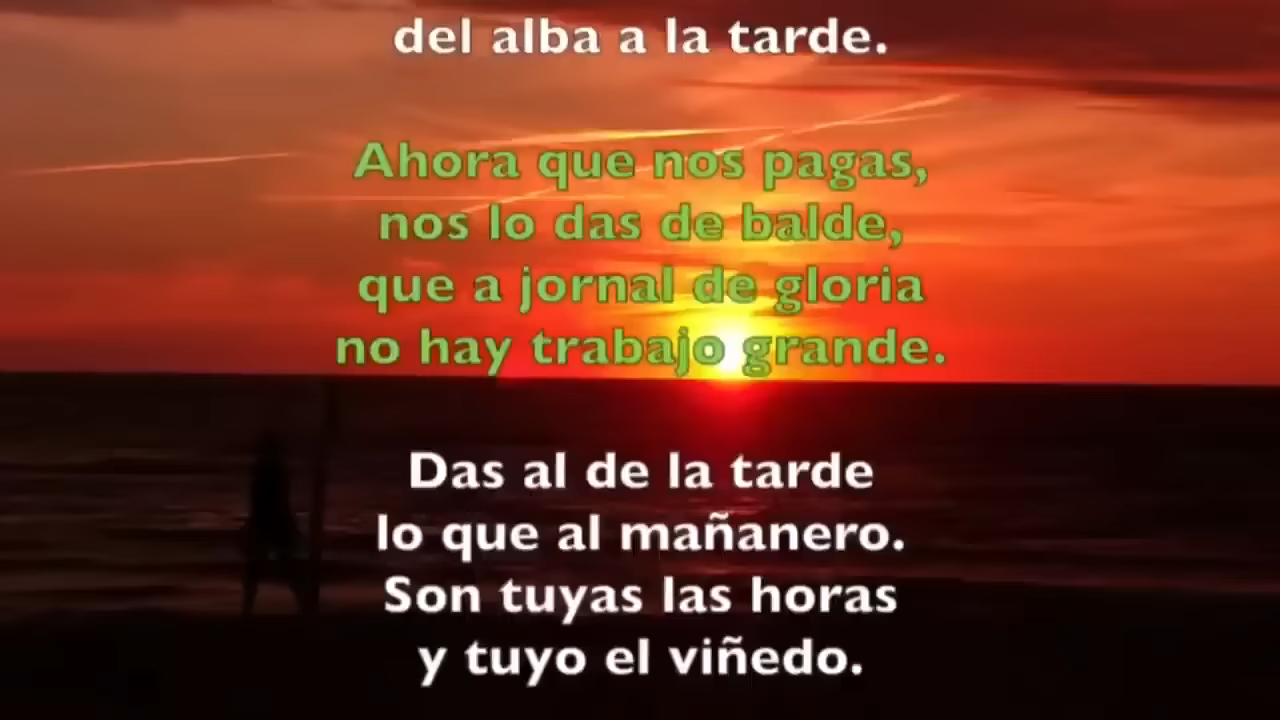 del alba a la tarde.
Ahora que nos pagas,
nos lo das de balde,
que a jornal de gloria
no hay trabajo grande.
Das al de la tarde
lo que al mañanero.
Son tuyas las horas
y tuyo el viñedo.